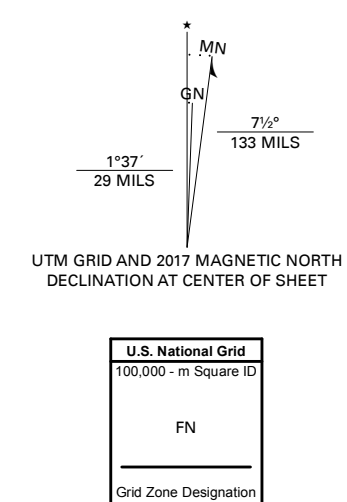 ★
MN
GN
7½°
133 MILS
1°37´
29 MILS
UTM GRID AND 2017 MAGNETIC NORTH
DECLINATION AT CENTER OF SHEET
U.S. National Grid
100,000 - m Square ID
FN
Grid Zone Designation